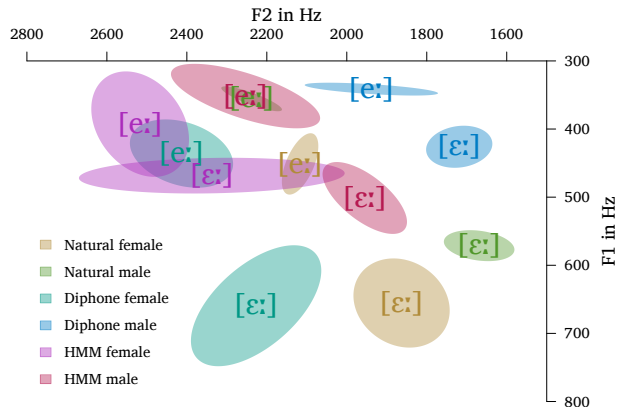 F2 in Hz
2800 2600 2400 2200 2000 1800 1600
300
400
500
600
700
800
F1 in Hz
[eː]
[eː]
[eː]
[eː]
[eː]
[eː]
[ɛː]
[ɛː]
[ɛː]
[ɛː]
[ɛː]
[ɛː]
Natural female
Natural male
Diphone female
Diphone male
HMM female
HMM male